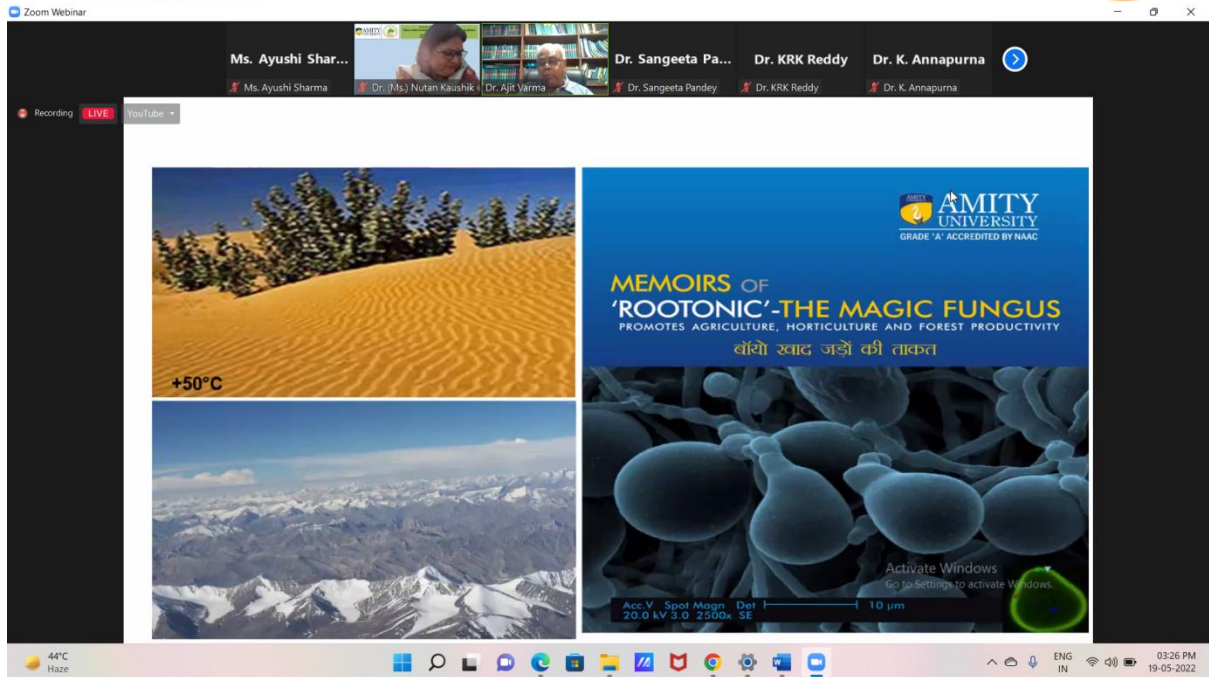 Zoom Webinar
Ms. Ayushi Shar...
Dr. Sangeeta Pa...
Dr. KRK Reddy
Dr. K. Annapurna
Ms. Ayushi Sharma
Dr. (Ms.) Nutan Kaushik
Dr. Ajit Varma
Dr. Sangeeta Pandey
Dr. KRK Reddy
Dr. K. Annapurna
Recording
LIVE
YouTube
AMITY
UNIVERSITY
GRADE 'A' ACCREDITED BY NAAC
MEMOIRS OF
'ROOTONIC'-THE MAGIC FUNGUS
PROMOTES AGRICULTURE, HORTICULTURE AND FOREST PRODUCTIVITY
बॉयो खाद जड़ों की ताकत
+50°C
Activate Windows
Go to Settings to activate Windows.
Acc.V Spot Magn Det 10 µm
20.0 kV 3.0 2500x SE
44°C
Haze
ENG
IN
03:26 PM
19-05-2022